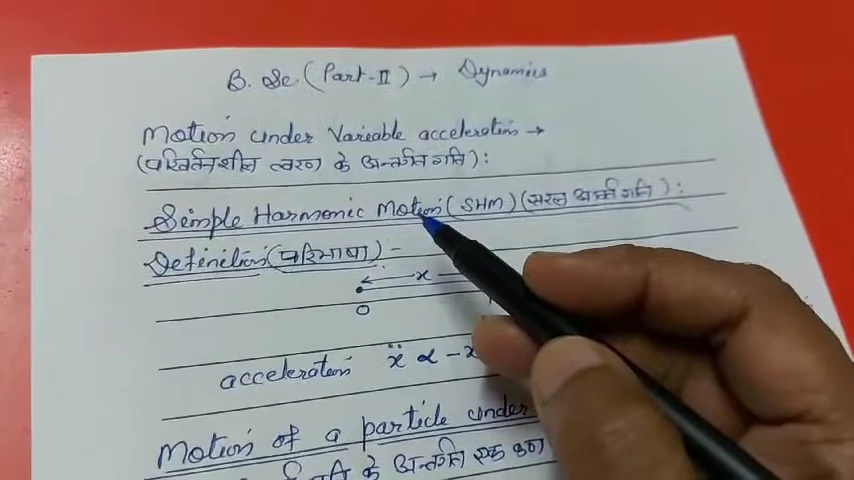 B. Sc (Part-II) → Dynamics
Motion under Variable acceleration →
(परिवर्तनशील त्वरण के अन्तर्गत गति):
Simple Harmonic Motion (SHM) (सरल आवर्त गति):
Definition (परिभाषा) -
x
O
acceleration ẍ ∝ -x
Motion of a particle under
के अन्तर्गत एक कण